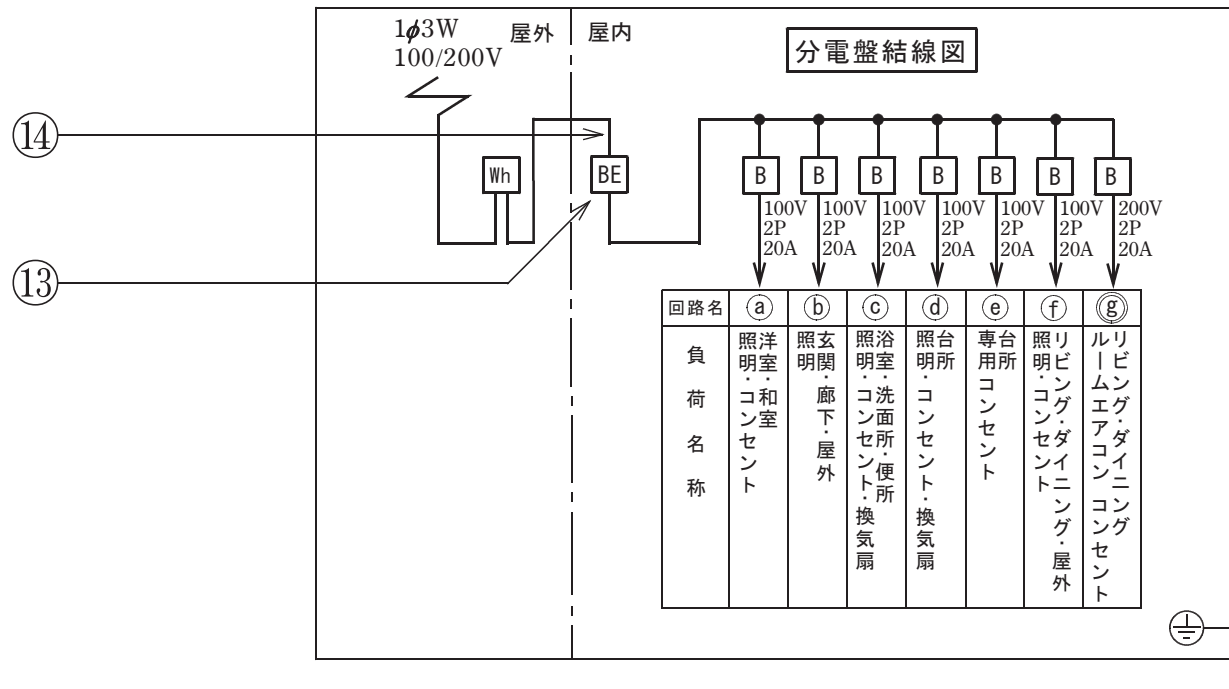 1φ3W
100/200V
屋外
屋内
分電盤結線図
⑭
⑬
Wh
BE
B B B B B B B
100V 100V 100V 100V 100V 100V 200V
2P 2P 2P 2P 2P 2P 2P
20A 20A 20A 20A 20A 20A 20A
回路名 ⓐ ⓑ ⓒ ⓓ ⓔ ⓕ ⓖ
負荷名称
洋室・和室
照明・コンセント
玄関・廊下・屋外
照明
浴室・洗面所・便所
照明・コンセント・換気扇
台所
照明・コンセント・換気扇
台所
専用コンセント
リビング・ダイニング・屋外
照明・コンセント
リビング・ダイニング
ルームエアコン コンセント